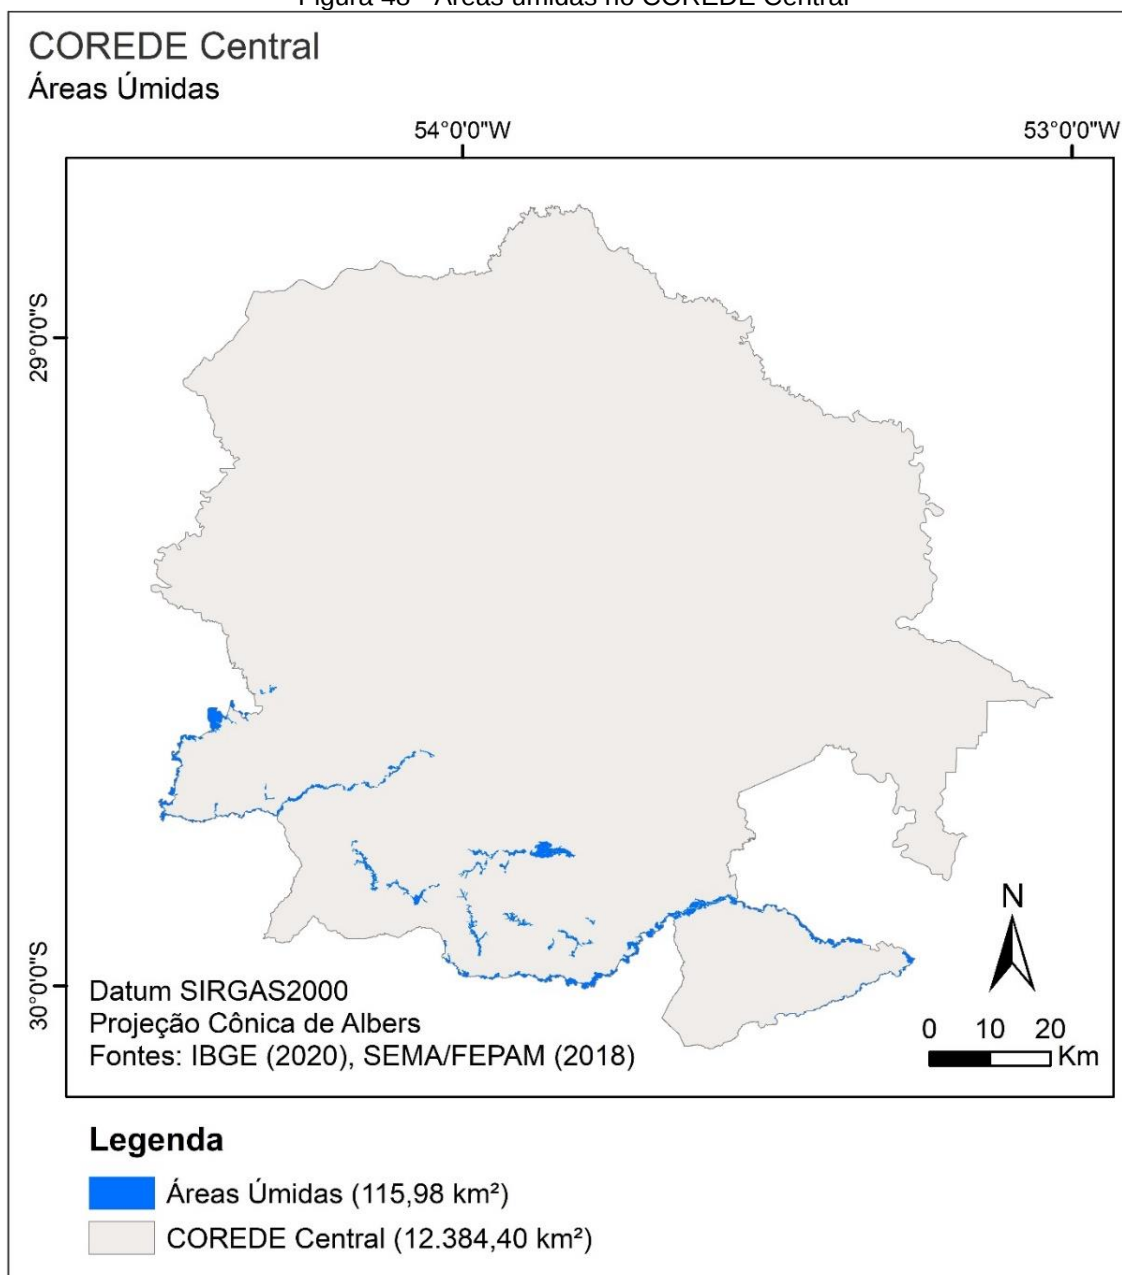 Figura 48 - Áreas úmidas no COREDE Central
COREDE Central
Áreas Úmidas
54°0'0"W
53°0'0"W
29°0'0"S
30°0'0"S
N
Datum SIRGAS2000
Projeção Cônica de Albers
Fontes: IBGE (2020), SEMA/FEPAM (2018)
0 10 20
Km
Legenda
Áreas Úmidas (115,98 km²)
COREDE Central (12.384,40 km²)